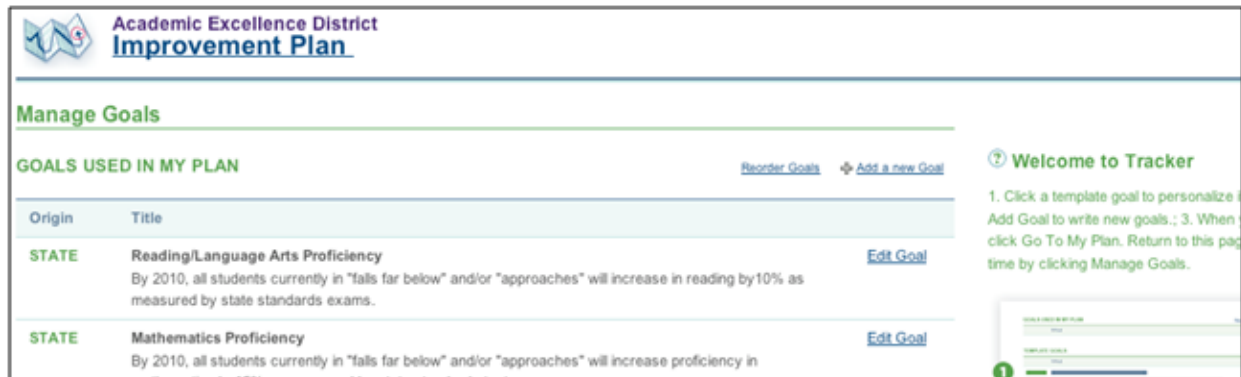 Academic Excellence District
Improvement Plan
Manage Goals
GOALS USED IN MY PLAN
Reorder Goals
Add a new Goal
Origin
Title
STATE
Reading/Language Arts Proficiency
Edit Goal
By 2010, all students currently in "falls far below" and/or "approaches" will increase in reading by10% as
measured by state standards exams.
STATE
Mathematics Proficiency
Edit Goal
By 2010, all students currently in "falls far below" and/or "approaches" will increase proficiency in
Welcome to Tracker
1. Click a template goal to personalize
Add Goal to write new goals.; 3. When
click Go To My Plan. Return to this
time by clicking Manage Goals.
1